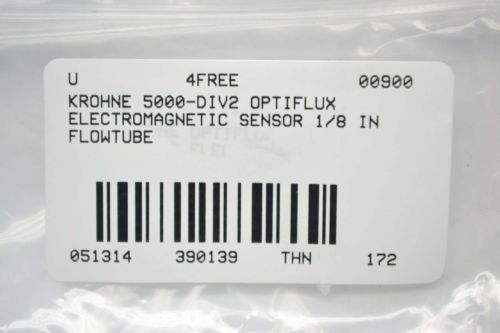 U 4FREE 00900
KROHNE 5000-DIV2 OPTIFLUX
ELECTROMAGNETIC SENSOR 1/8 IN
FLOWTUBE
051314 390139 THN 172